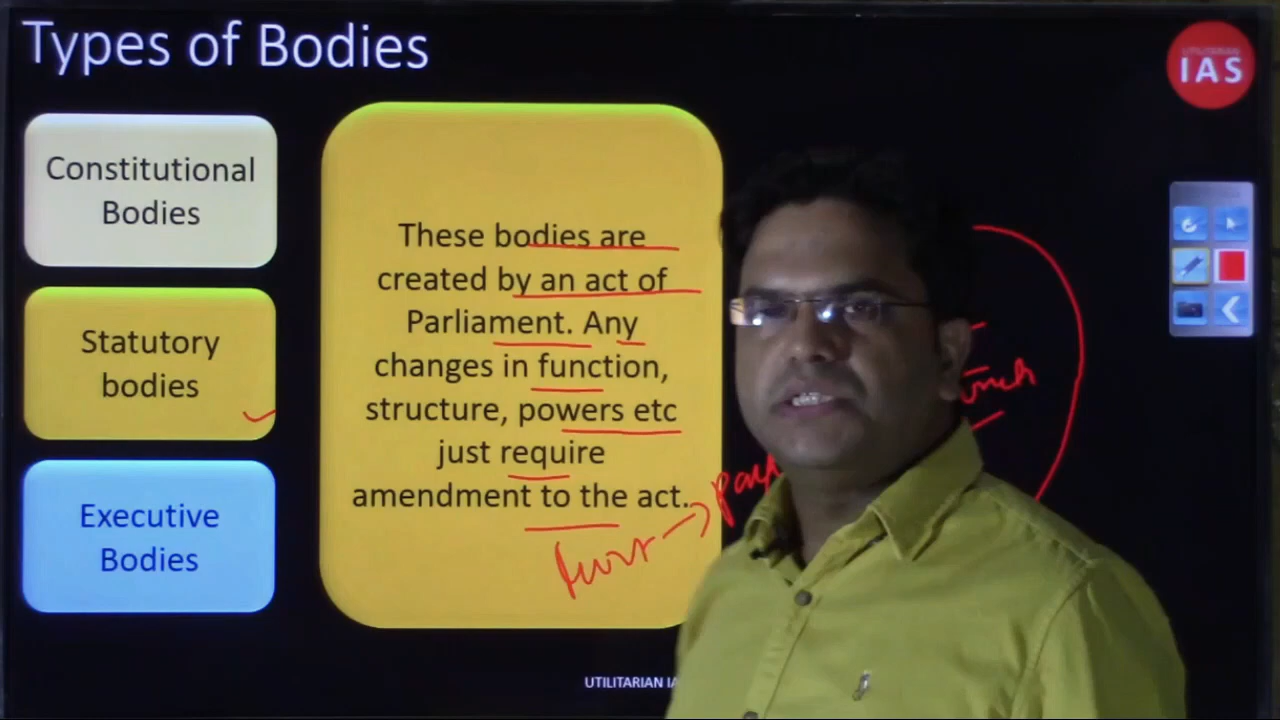 Types of Bodies
UTILITARIAN
IAS
Constitutional
Bodies
Statutory
bodies
Executive
Bodies
These bodies are
created by an act of
Parliament. Any
changes in function,
structure, powers etc
just require
amendment to the act.
UTILITARIAN